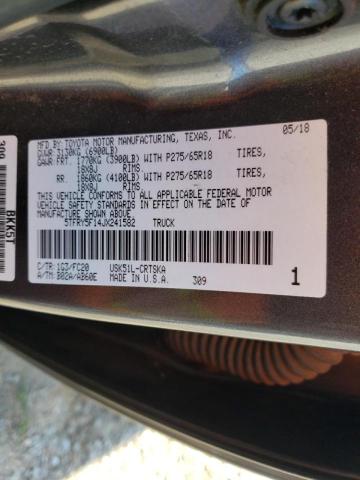 MFD. BY: TOYOTA MOTOR MANUFACTURING, TEXAS, INC. 05/18
GVWR 3130KG (6900LB)
GAWR FRT. 1770KG (3900LB) WITH P275/65R18 TIRES,
18X8J RIMS
RR. 1860KG (4100LB) WITH P275/65R18 TIRES,
18X8J RIMS
THIS VEHICLE CONFORMS TO ALL APPLICABLE FEDERAL MOTOR
VEHICLE SAFETY STANDARDS IN EFFECT ON THE DATE OF
MANUFACTURE SHOWN ABOVE.
5TFRY5F14JX241582 TRUCK
C/TR: 1G3/FC20 USK51L-CRTSKA
A/TM: B02A/AB60E MADE IN U.S.A. 309 1
309
BKK5T